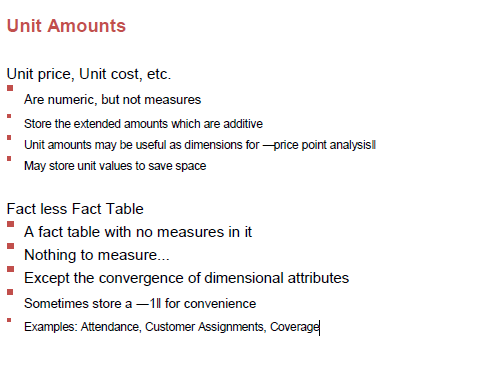 Unit Amounts
Unit price, Unit cost, etc.
Are numeric, but not measures
Store the extended amounts which are additive
Unit amounts may be useful as dimensions for ―price point analysis‖
May store unit values to save space
Fact less Fact Table
A fact table with no measures in it
Nothing to measure...
Except the convergence of dimensional attributes
Sometimes store a ―1‖ for convenience
Examples: Attendance, Customer Assignments, Coverage